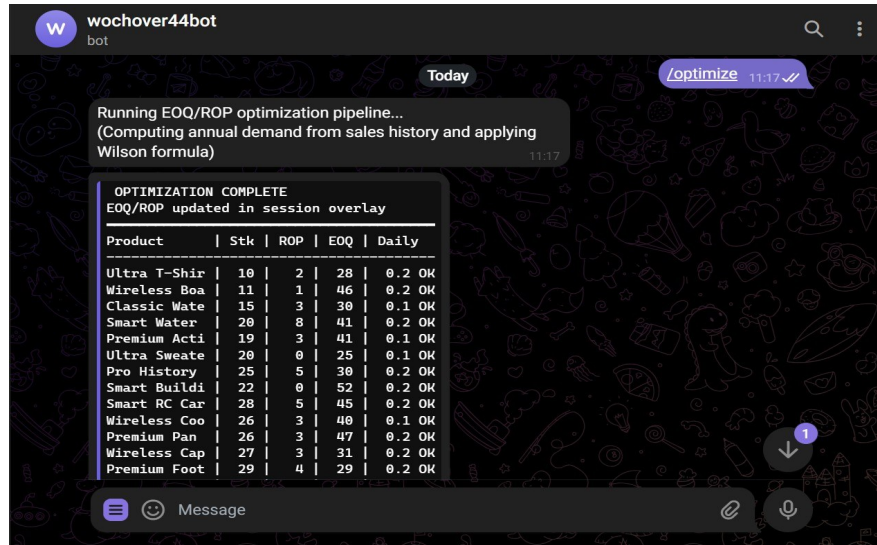 W
wochover44bot
bot
Today
/optimize 11:17
Running EOQ/ROP optimization pipeline...
(Computing annual demand from sales history and applying
Wilson formula)
11:17
OPTIMIZATION COMPLETE
EOQ/ROP updated in session overlay
Product | Stk | ROP | EOQ | Daily
Ultra T-Shir | 10 | 2 | 28 | 0.2 OK
Wireless Boa | 11 | 1 | 46 | 0.2 OK
Classic Wate | 15 | 3 | 30 | 0.1 OK
Smart Water | 20 | 8 | 41 | 0.2 OK
Premium Acti | 19 | 3 | 41 | 0.1 OK
Ultra Sweate | 20 | 0 | 25 | 0.1 OK
Pro History | 25 | 5 | 30 | 0.2 OK
Smart Buildi | 22 | 0 | 52 | 0.2 OK
Smart RC Car | 28 | 5 | 45 | 0.2 OK
Wireless Coo | 26 | 3 | 40 | 0.1 OK
Premium Pan | 26 | 3 | 47 | 0.2 OK
Wireless Cap | 27 | 3 | 31 | 0.2 OK
Premium Foot | 29 | 4 | 29 | 0.2 OK
1
Message